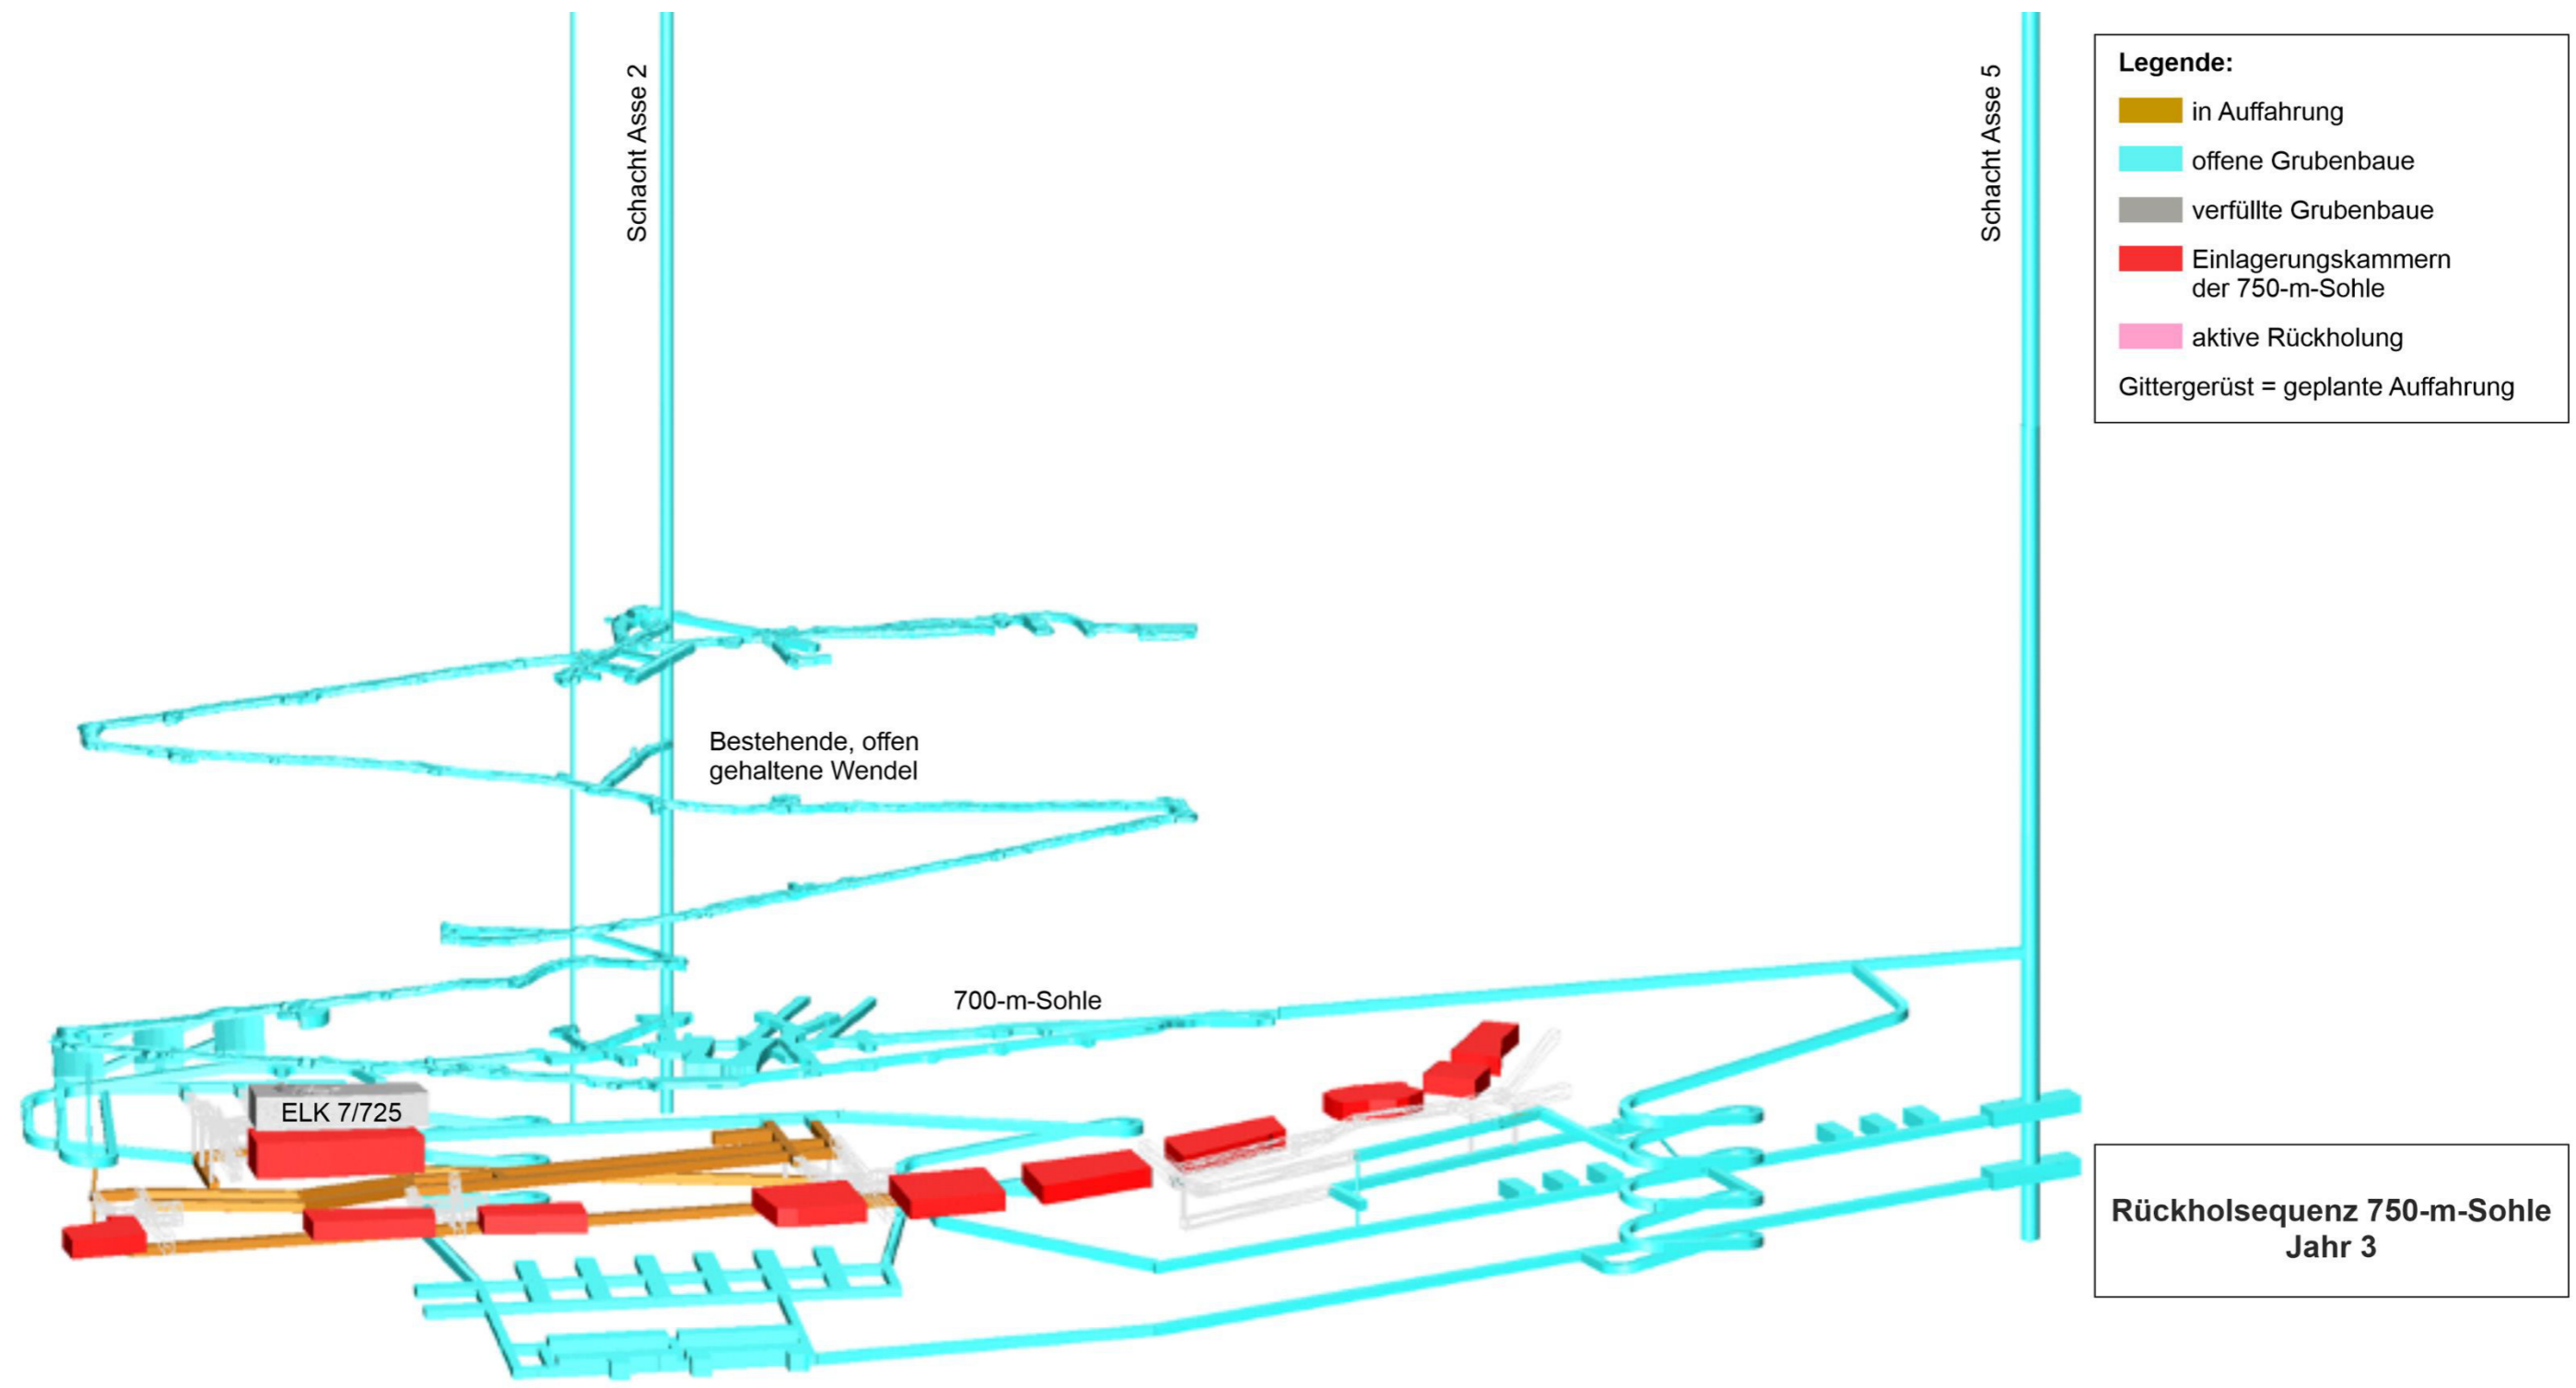 Schacht Asse 2
Schacht Asse 5
Legende:
in Auffahrung
offene Grubenbaue
verfüllte Grubenbaue
Einlagerungskammern
der 750-m-Sohle
aktive Rückholung
Gittergerüst = geplante Auffahrung
Bestehende, offen
gehaltene Wendel
700-m-Sohle
ELK 7/725
Rückholsequenz 750-m-Sohle
Jahr 3